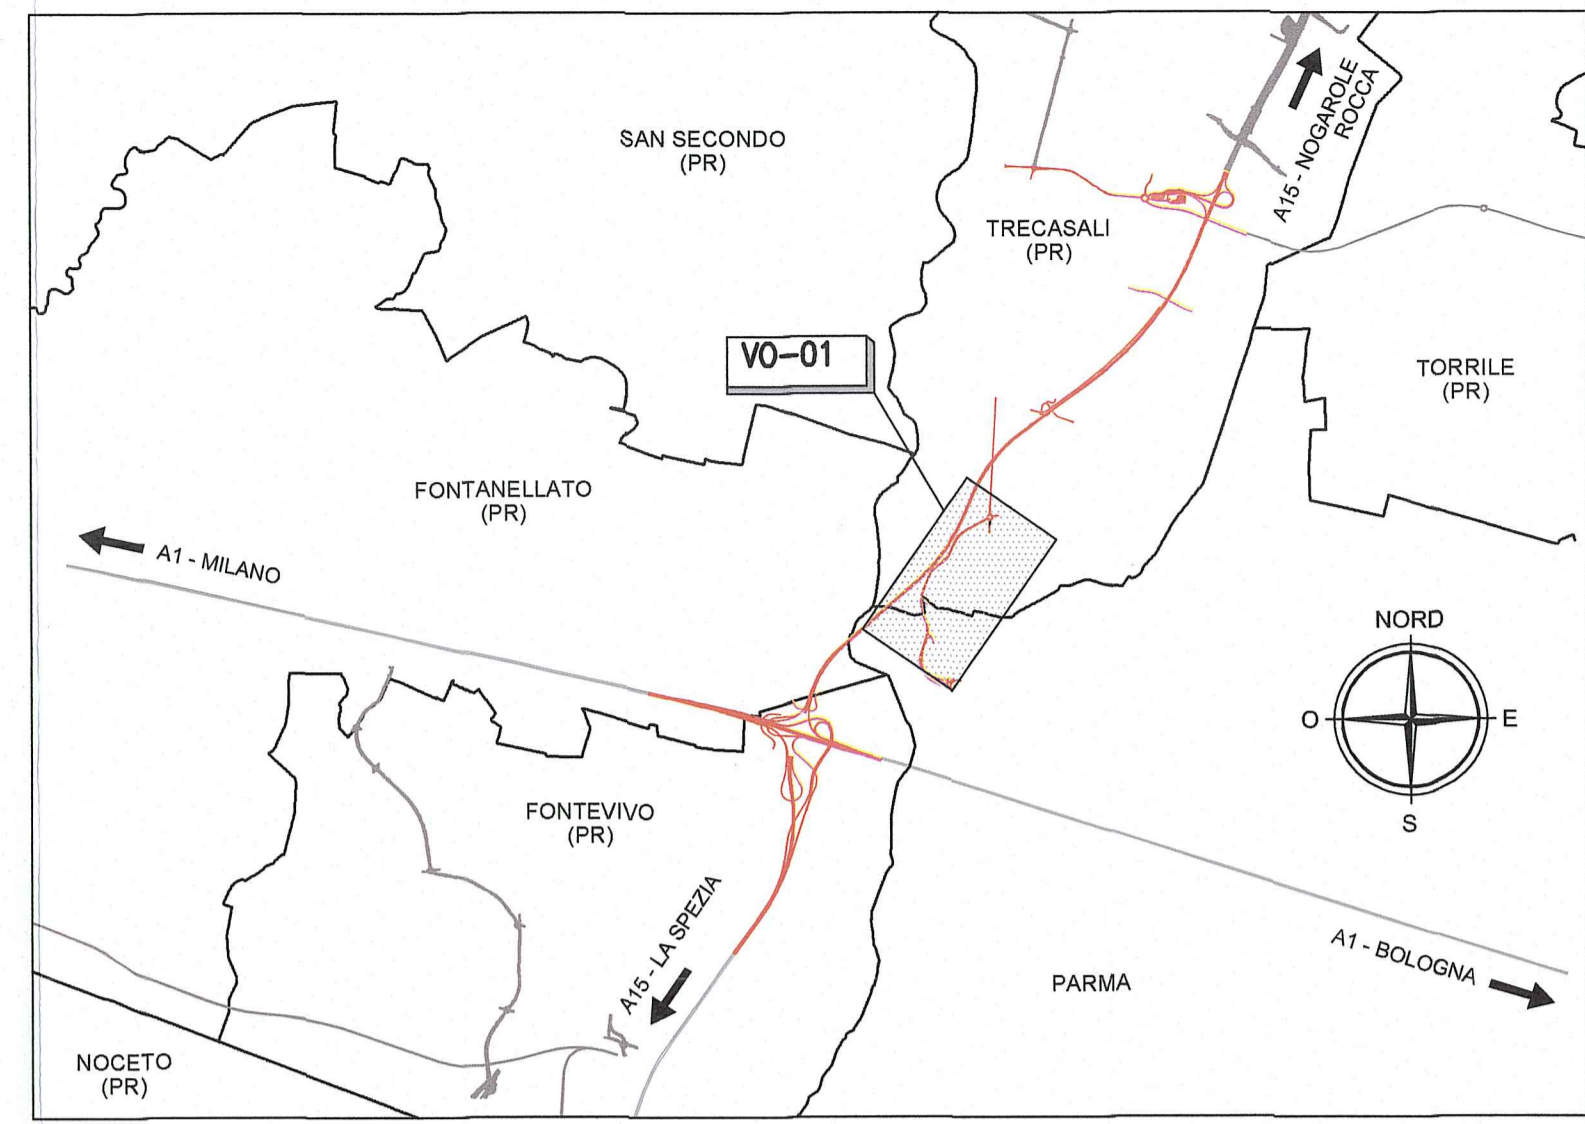 SAN SECONDO
(PR)
A15 - NOGAROLE
ROCCA
TRECASALI
(PR)
VO-01
TORRILE
(PR)
FONTANELLATO
(PR)
A1 - MILANO
NORD
O
E
S
FONTEVIVO
(PR)
A15 - LA SPEZIA
A1 - BOLOGNA
PARMA
NOCETO
(PR)